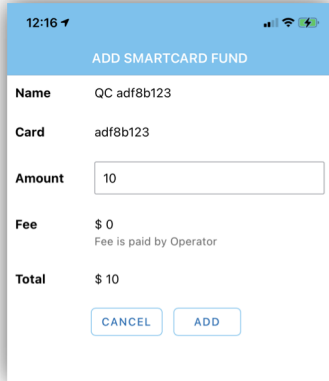 12:16
ADD SMARTCARD FUND
Name QC adf8b123
Card adf8b123
Amount 10
Fee $ 0
Fee is paid by Operator
Total $ 10
CANCEL ADD